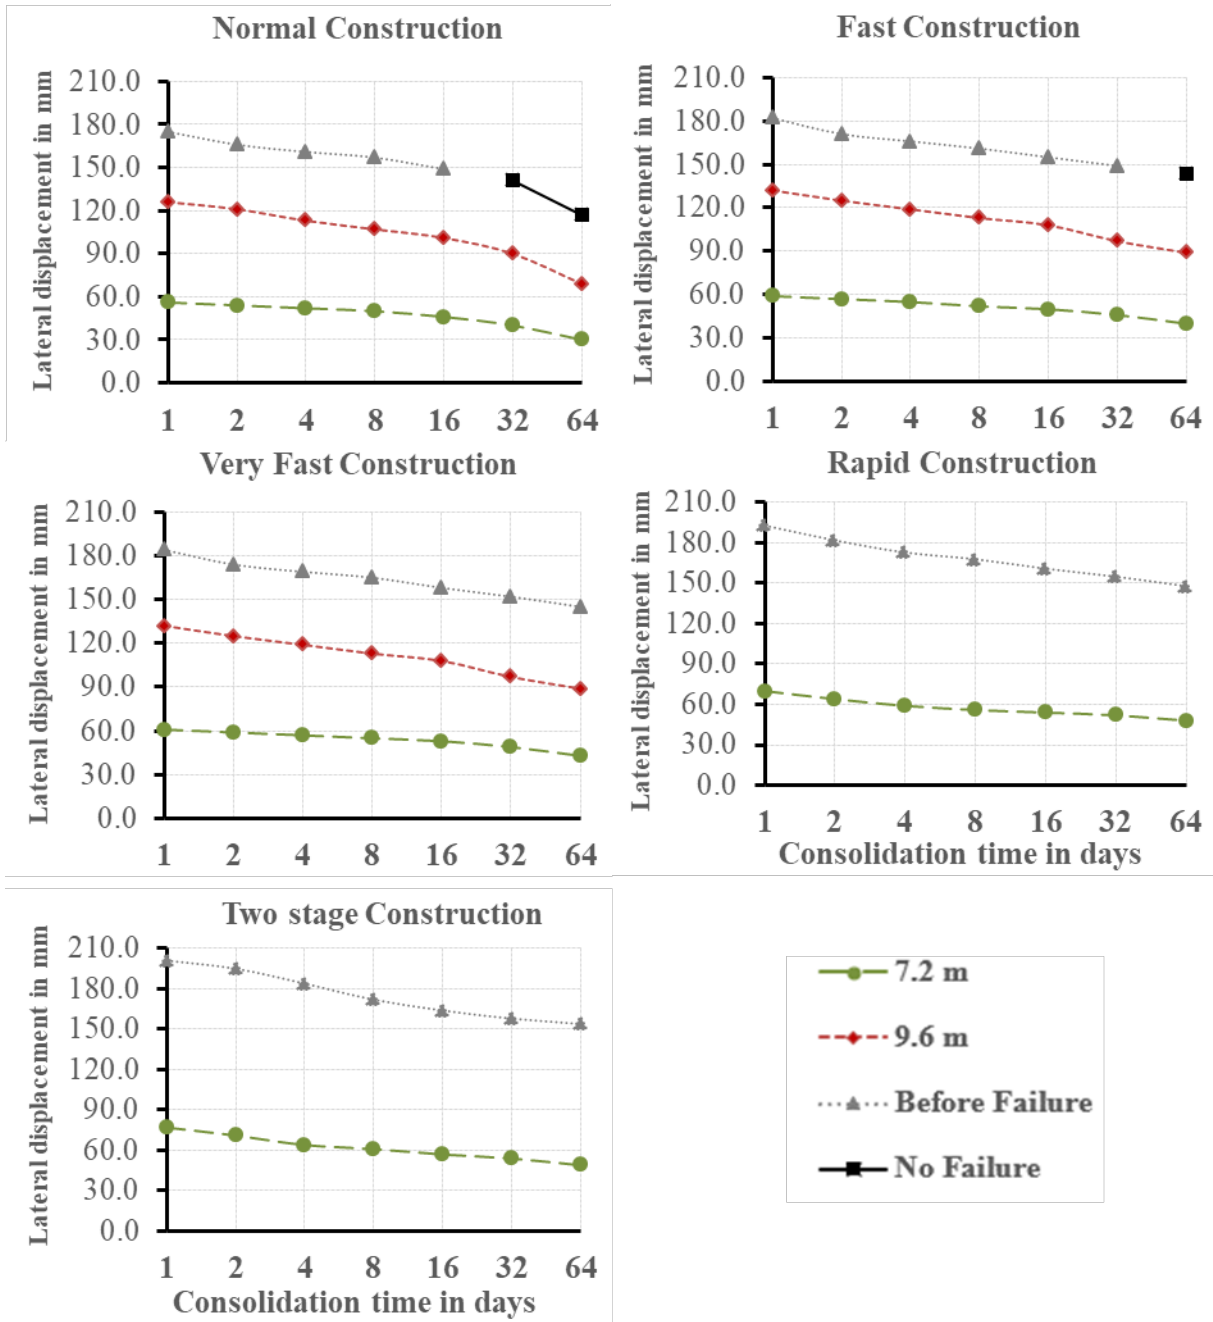 Normal Construction
Lateral displacement in mm
210.0
180.0
150.0
120.0
90.0
60.0
30.0
0.0
1 2 4 8 16 32 64
Fast Construction
Lateral displacement in mm
210.0
180.0
150.0
120.0
90.0
60.0
30.0
0.0
1 2 4 8 16 32 64
Very Fast Construction
Lateral displacement in mm
210.0
180.0
150.0
120.0
90.0
60.0
30.0
0.0
1 2 4 8 16 32 64
Rapid Construction
Lateral displacement in mm
210.0
180.0
150.0
120.0
90.0
60.0
30.0
0.0
1 2 4 8 16 32 64
Consolidation time in days
Two stage Construction
Lateral displacement in mm
210.0
180.0
150.0
120.0
90.0
60.0
30.0
0.0
1 2 4 8 16 32 64
Consolidation time in days
7.2 m
9.6 m
Before Failure
No Failure